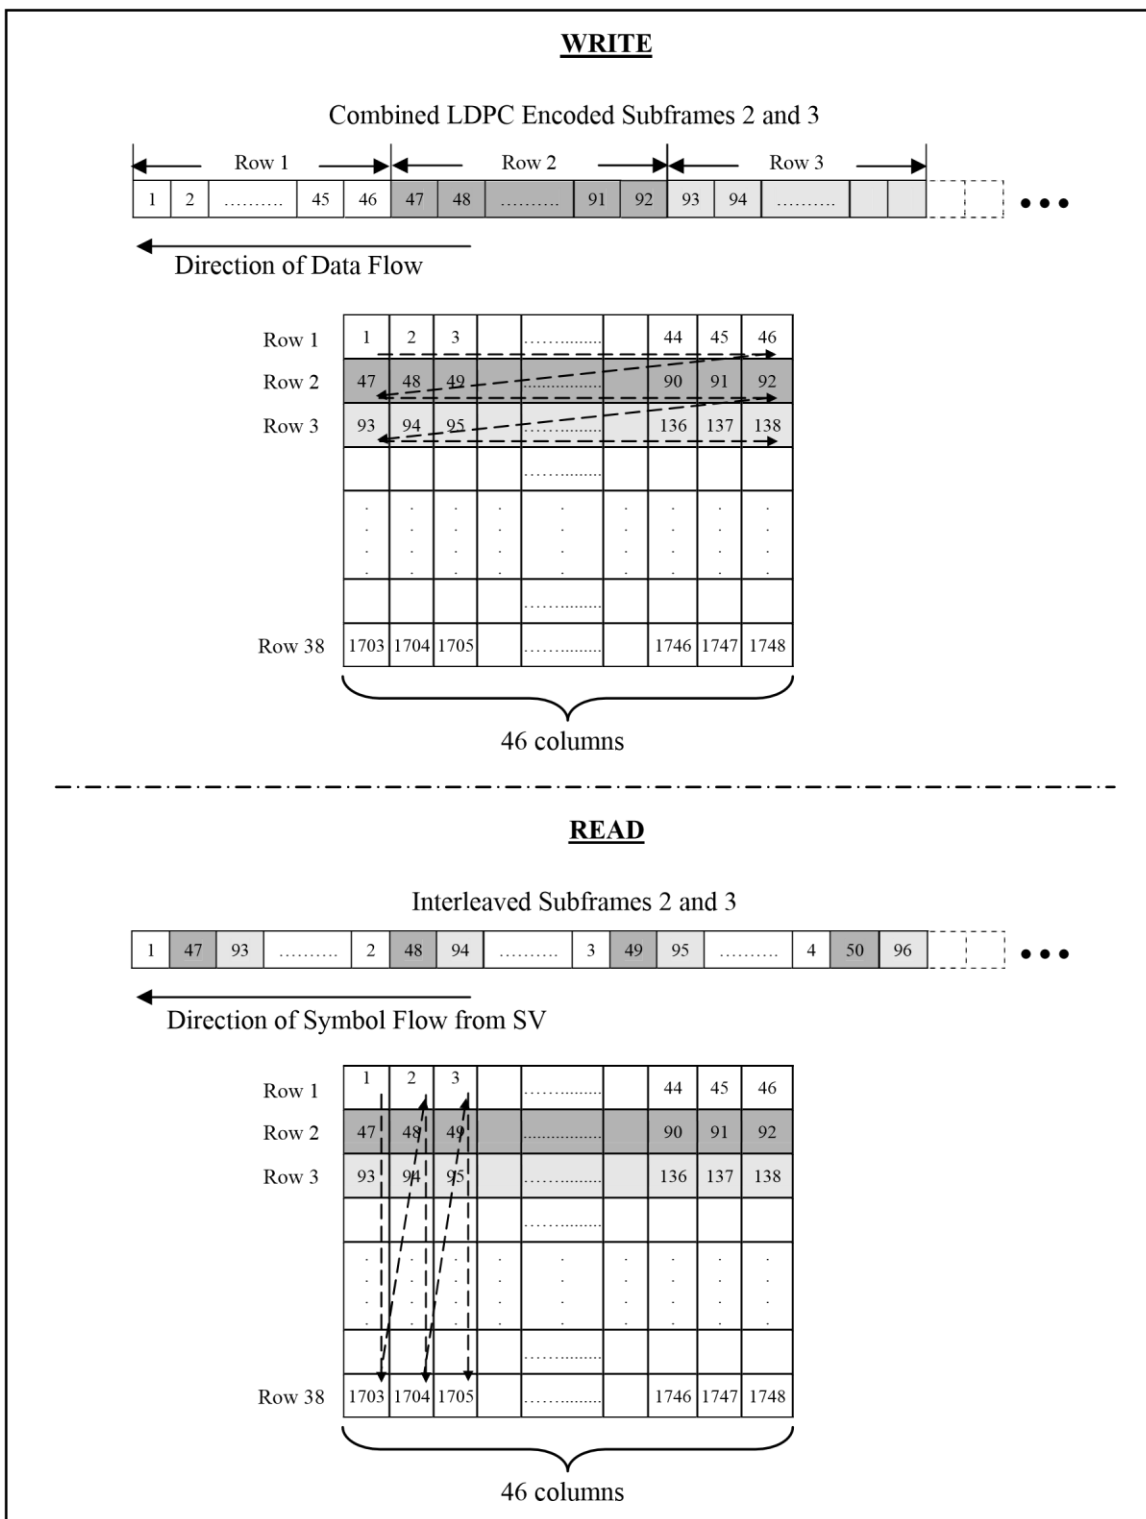 WRITE
Combined LDPC Encoded Subframes 2 and 3
Row 1 Row 2 Row 3
1 2 .......... 45 46 47 48 .......... 91 92 93 94 .......... •••
Direction of Data Flow
Row 1 1 2 3 .............. 44 45 46
Row 2 47 48 49 .............. 90 91 92
Row 3 93 94 95 .............. 136 137 138
..............
. . . . . . . . .
. . . . . . . . .
. . . . . . . . .
. . . . . . . . .
..............
Row 38 1703 1704 1705 .............. 1746 1747 1748
46 columns
READ
Interleaved Subframes 2 and 3
1 47 93 .......... 2 48 94 .......... 3 49 95 .......... 4 50 96 •••
Direction of Symbol Flow from SV
Row 1 1 2 3 .............. 44 45 46
Row 2 47 48 49 .............. 90 91 92
Row 3 93 94 95 .............. 136 137 138
..............
. . . . . . . . .
. . . . . . . . .
. . . . . . . . .
. . . . . . . . .
..............
Row 38 1703 1704 1705 .............. 1746 1747 1748
46 columns